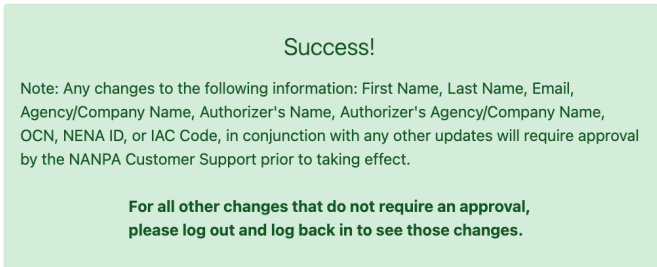 Success!
Note: Any changes to the following information: First Name, Last Name, Email,
Agency/Company Name, Authorizer's Name, Authorizer's Agency/Company Name,
OCN, NENA ID, or IAC Code, in conjunction with any other updates will require approval
by the NANPA Customer Support prior to taking effect.
For all other changes that do not require an approval,
please log out and log back in to see those changes.